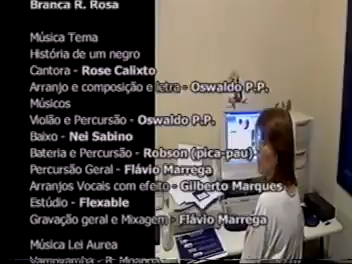 Branca R. Rosa
Música Tema
História de um negro
Cantora - Rose Calixto
Arranjo e composição e letra - Oswaldo P.P.
Músicos
Violão e Percursão - Oswaldo P.P.
Baixo - Nei Sabino
Bateria e Percursão - Robson (pica-pau)
Percursão Geral - Flávio Marrega
Arranjos Vocais com efeito - Gilberto Marques
Estúdio - Flexable
Gravação geral e Mixagem - Flávio Marrega
Música Lei Aurea